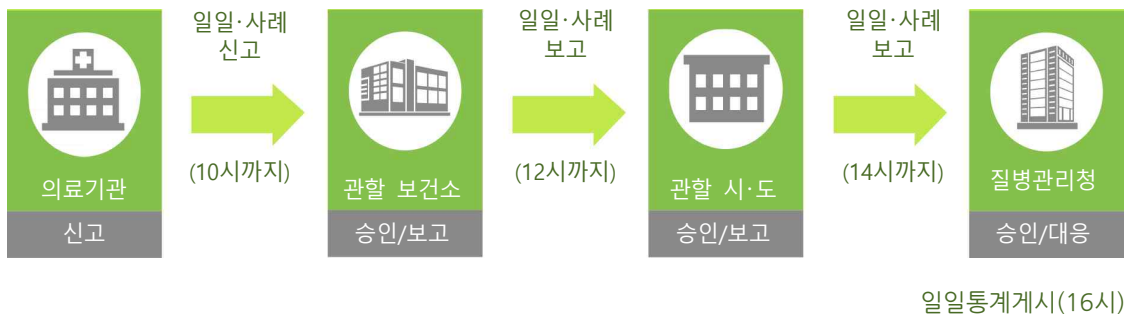 일일·사례
신고
일일·사례
보고
일일·사례
보고
(10시까지)
(12시까지)
(14시까지)
의료기관
관할 보건소
관할 시·도
질병관리청
신고
승인/보고
승인/보고
승인/대응
일일통계게시(16시)